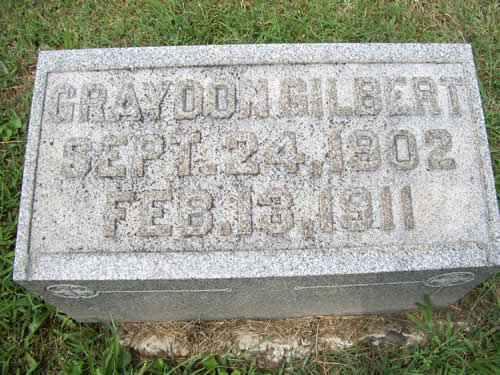 GRAYDON GILBERT
SEPT. 24, 1902
FEB. 13, 1911